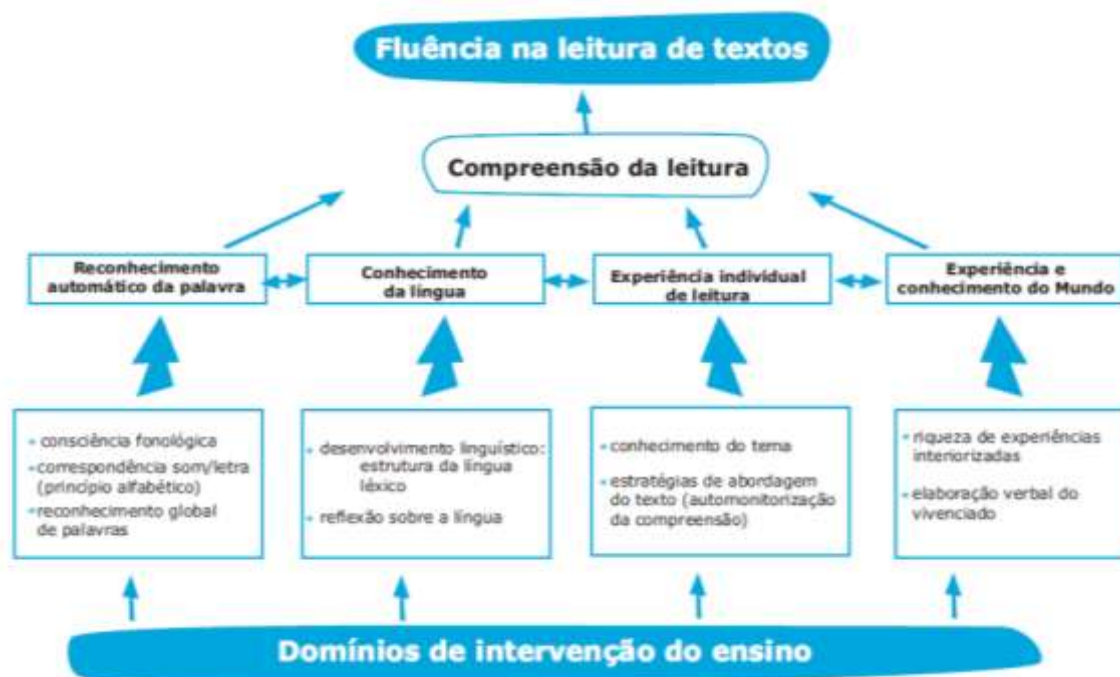 Fluência na leitura de textos
Compreensão da leitura
Reconhecimento
automático da palavra
Conhecimento
da língua
Experiência individual
de leitura
Experiência e
conhecimento do Mundo
• consciência fonológica
• correspondência som/letra
(princípio alfabético)
• reconhecimento global
de palavras
• desenvolvimento linguístico:
estrutura da língua
léxico
• reflexão sobre a língua
• conhecimento do tema
• estratégias de abordagem
do texto (automonitorização
da compreensão)
• riqueza de experiências
interiorizadas
• elaboração verbal do
vivenciado
Domínios de intervenção do ensino